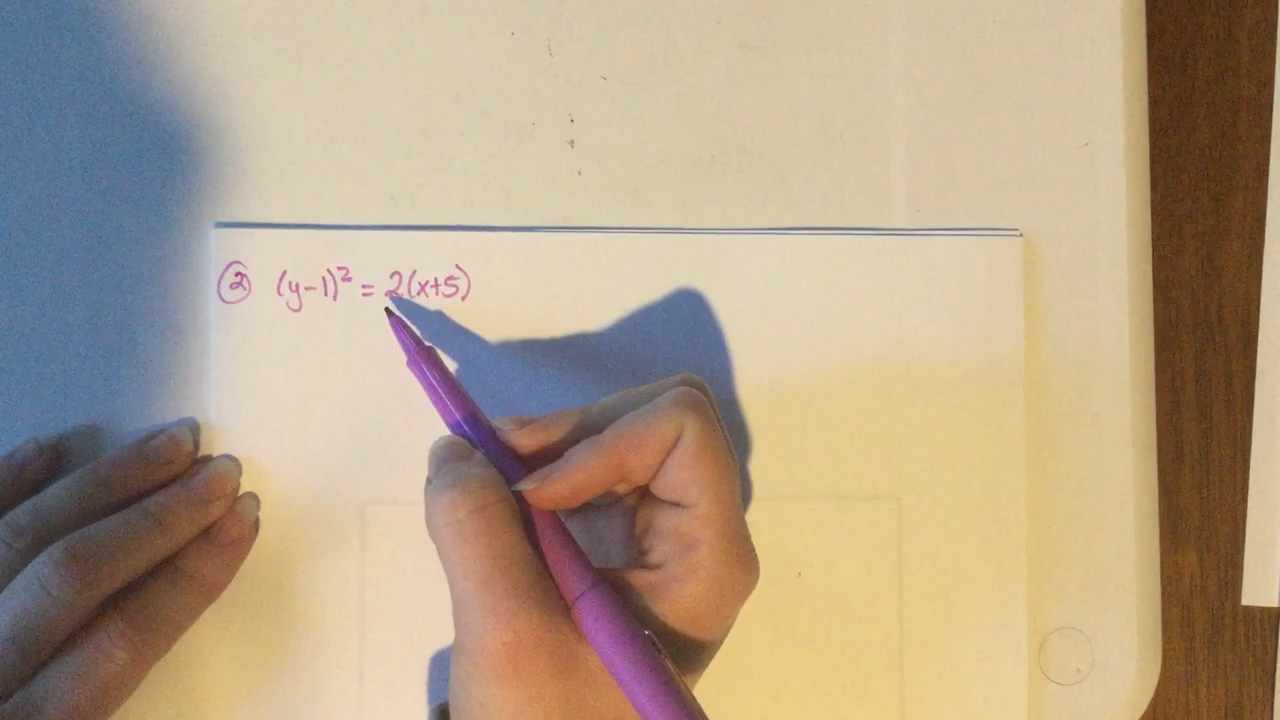 ② (y-1)² = 2(x+5)